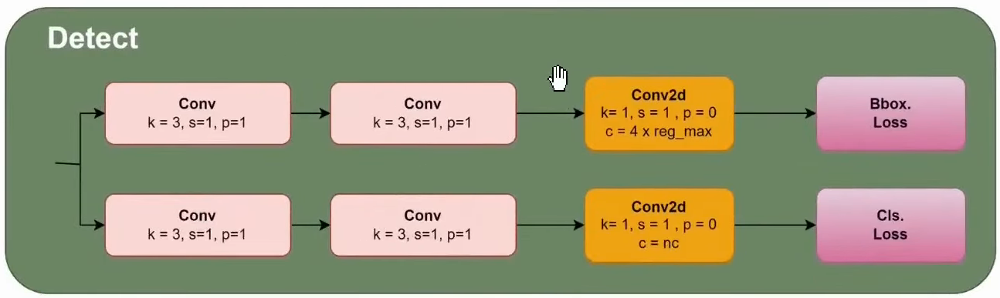 Detect
Conv
k = 3, s=1, p=1
Conv
k = 3, s=1, p=1
Conv2d
k= 1, s = 1 , p = 0
c = 4 x reg_max
Bbox.
Loss
Conv
k = 3, s=1, p=1
Conv
k = 3, s=1, p=1
Conv2d
k= 1, s = 1 , p = 0
c = nc
Cls.
Loss